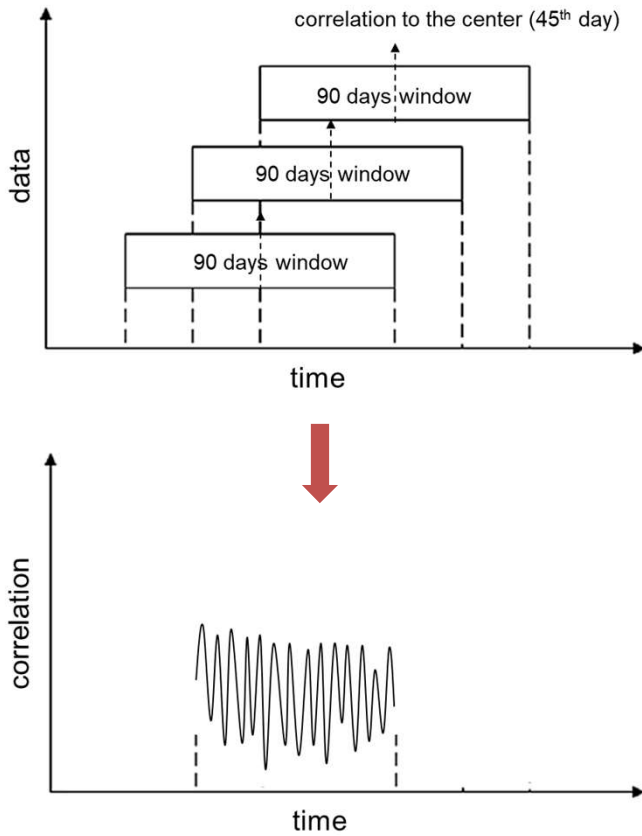 correlation to the center (45th day)
90 days window
90 days window
90 days window
data
time
correlation
time